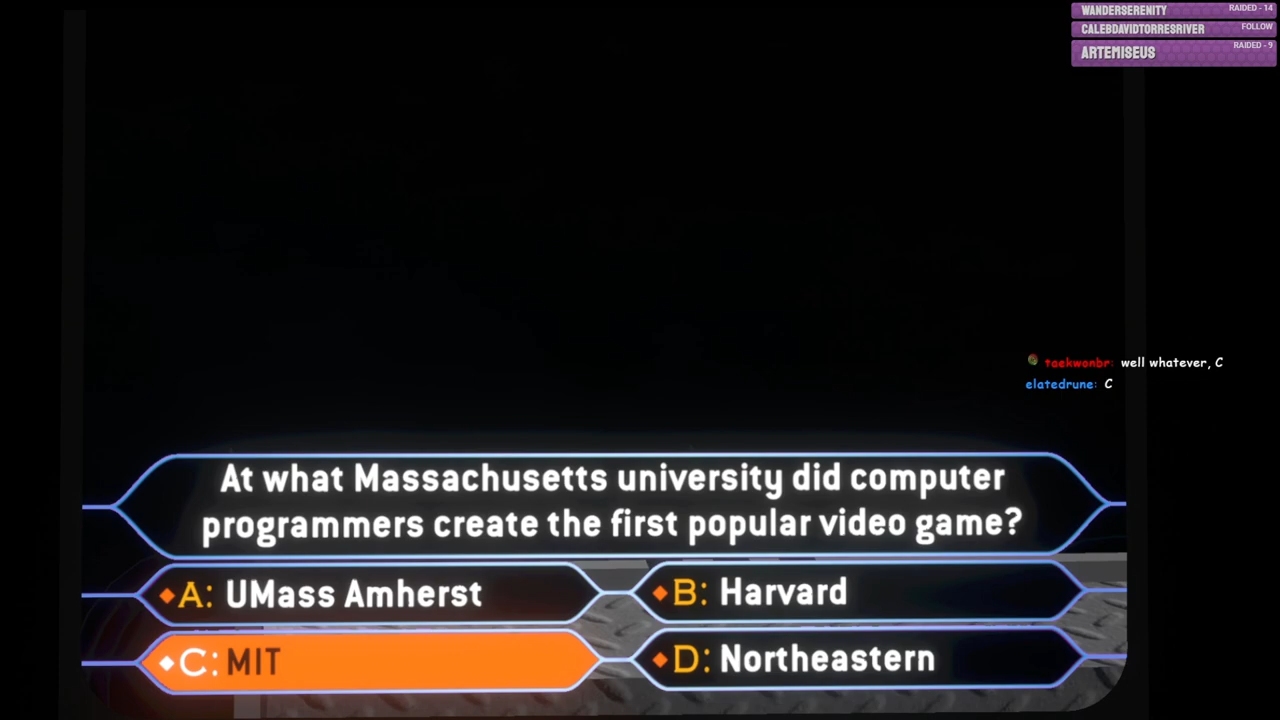 WANDERSERENITY RAIDED - 14
CALEBDAVIDTORRESRIVER FOLLOW
ARTEMISEUS RAIDED - 9
taekwonbr: well whatever, C
elatedrune: C
At what Massachusetts university did computer
programmers create the first popular video game?
A: UMass Amherst
B: Harvard
C: MIT
D: Northeastern